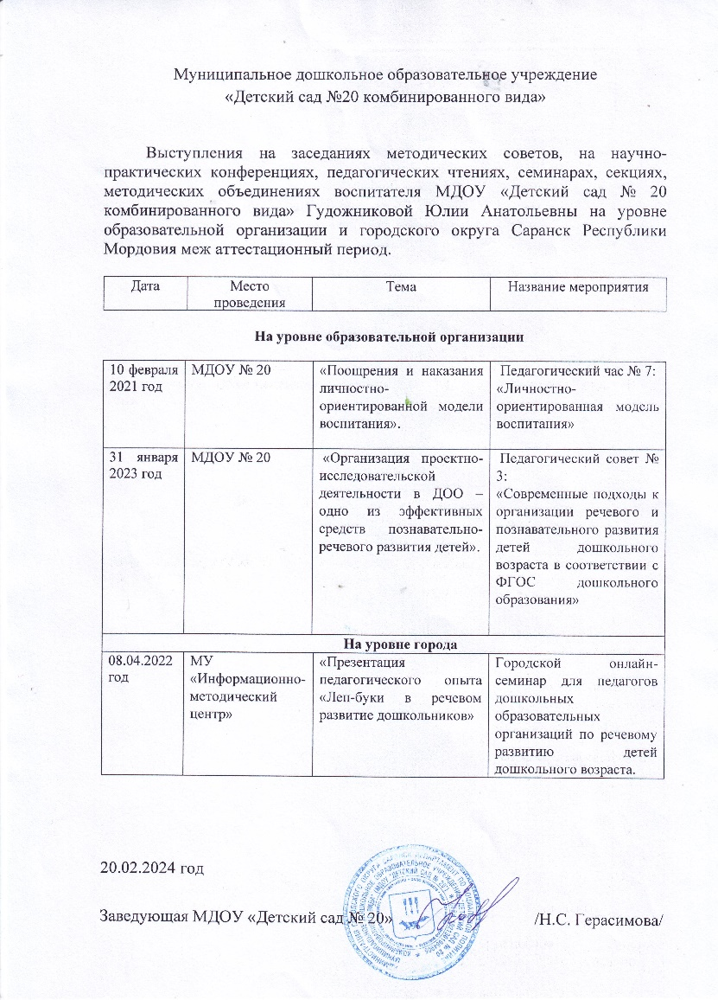 Муниципальное дошкольное образовательное учреждение
«Детский сад №20 комбинированного вида»
Выступления на заседаниях методических советов, на научно-
практических конференциях, педагогических чтениях, семинарах, секциях,
методических объединениях воспитателя МДОУ «Детский сад № 20
комбинированного вида» Гудожниковой Юлии Анатольевны на уровне
образовательной организации и городского округа Саранск Республики
Мордовия меж аттестационный период.
Дата
Место
проведения
Тема
Название мероприятия
На уровне образовательной организации
10 февраля
2021 год
МДОУ № 20
«Поощрения и наказания
личностно-
ориентированной модели
воспитания».
Педагогический час № 7:
«Личностно-
ориентированная модель
воспитания»
31 января
2023 год
МДОУ № 20
«Организация проектно-
исследовательской
деятельности в ДОО –
одно из эффективных
средств познавательно-
речевого развития детей».
Педагогический совет №
3:
«Современные подходы к
организации речевого и
познавательного развития
детей дошкольного
возраста в соответствии с
ФГОС дошкольного
образования»
На уровне города
08.04.2022
год
МУ
«Информационно-
методический
центр»
«Презентация
педагогического опыта
«Леп-буки в речевом
развитие дошкольников»
Городской онлайн-
семинар для педагогов
дошкольных
образовательных
организаций по речевому
развитию детей
дошкольного возраста.
20.02.2024 год
Заведующая МДОУ «Детский сад № 20»
/Н.С. Герасимова/